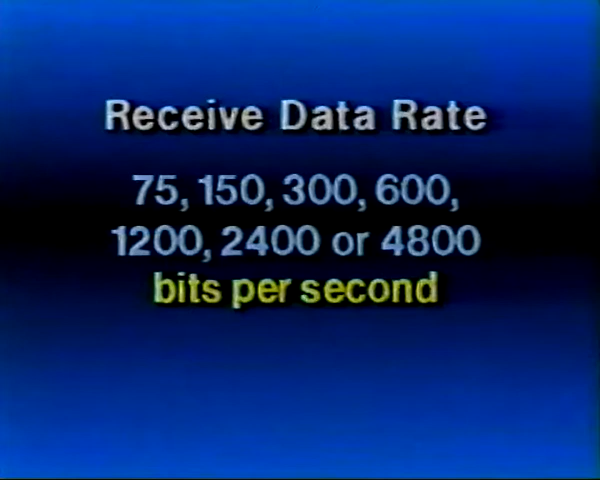 Receive Data Rate
75, 150, 300, 600,
1200, 2400 or 4800
bits per second